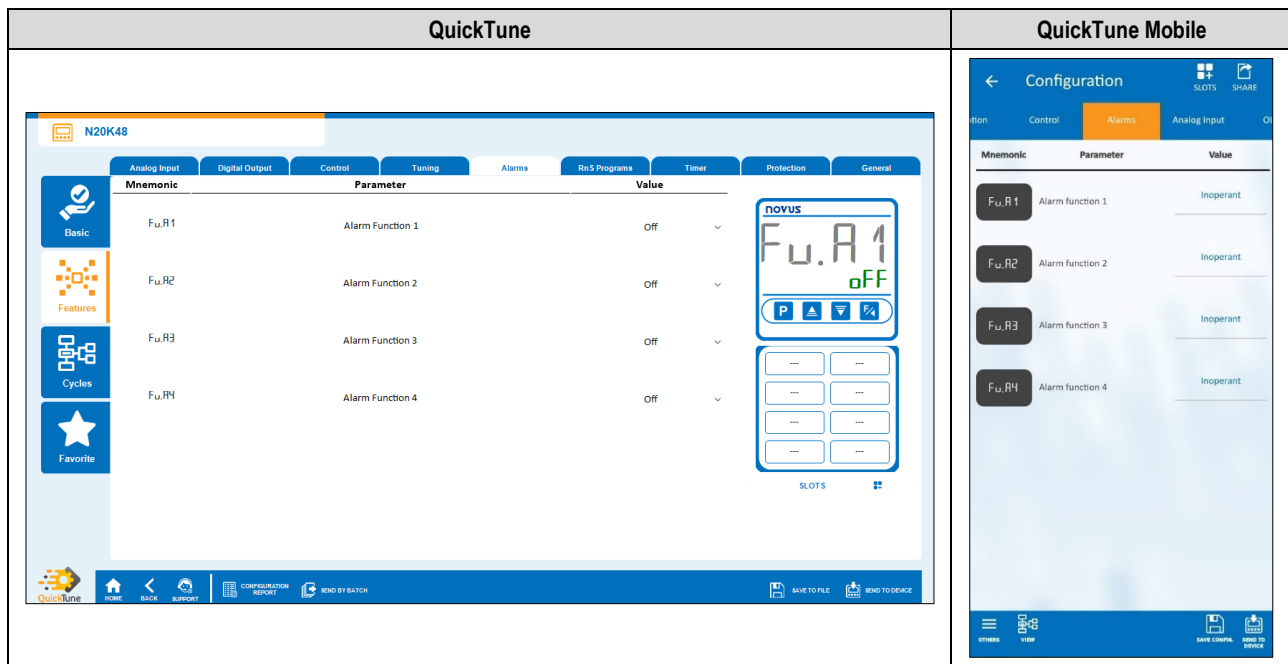 QuickTune
QuickTune Mobile
N20K48
Analog Input Digital Output Control Tuning Alarms RnS Programs Timer Protection General
Mnemonic Parameter Value
Basic
Features
Cycles
Favorite
Fu.A1 Alarm Function 1 Off
Fu.A2 Alarm Function 2 Off
Fu.A3 Alarm Function 3 Off
Fu.A4 Alarm Function 4 Off
novus
Fu.A1
oFF
P F/
--- ---
--- ---
--- ---
--- ---
SLOTS
QuickTune
HOME BACK SUPPORT CONFIGURATION REPORT SEND BY BATCH SAVE TO FILE SEND TO DEVICE
Configuration SLOTS SHARE
ition Control Alarms Analog Input Ou
Mnemonic Parameter Value
Fu.A1 Alarm function 1 Inoperant
Fu.A2 Alarm function 2 Inoperant
Fu.A3 Alarm function 3 Inoperant
Fu.A4 Alarm function 4 Inoperant
OTHERS VIEW SAVE CONFIG. SEND TO DEVICE